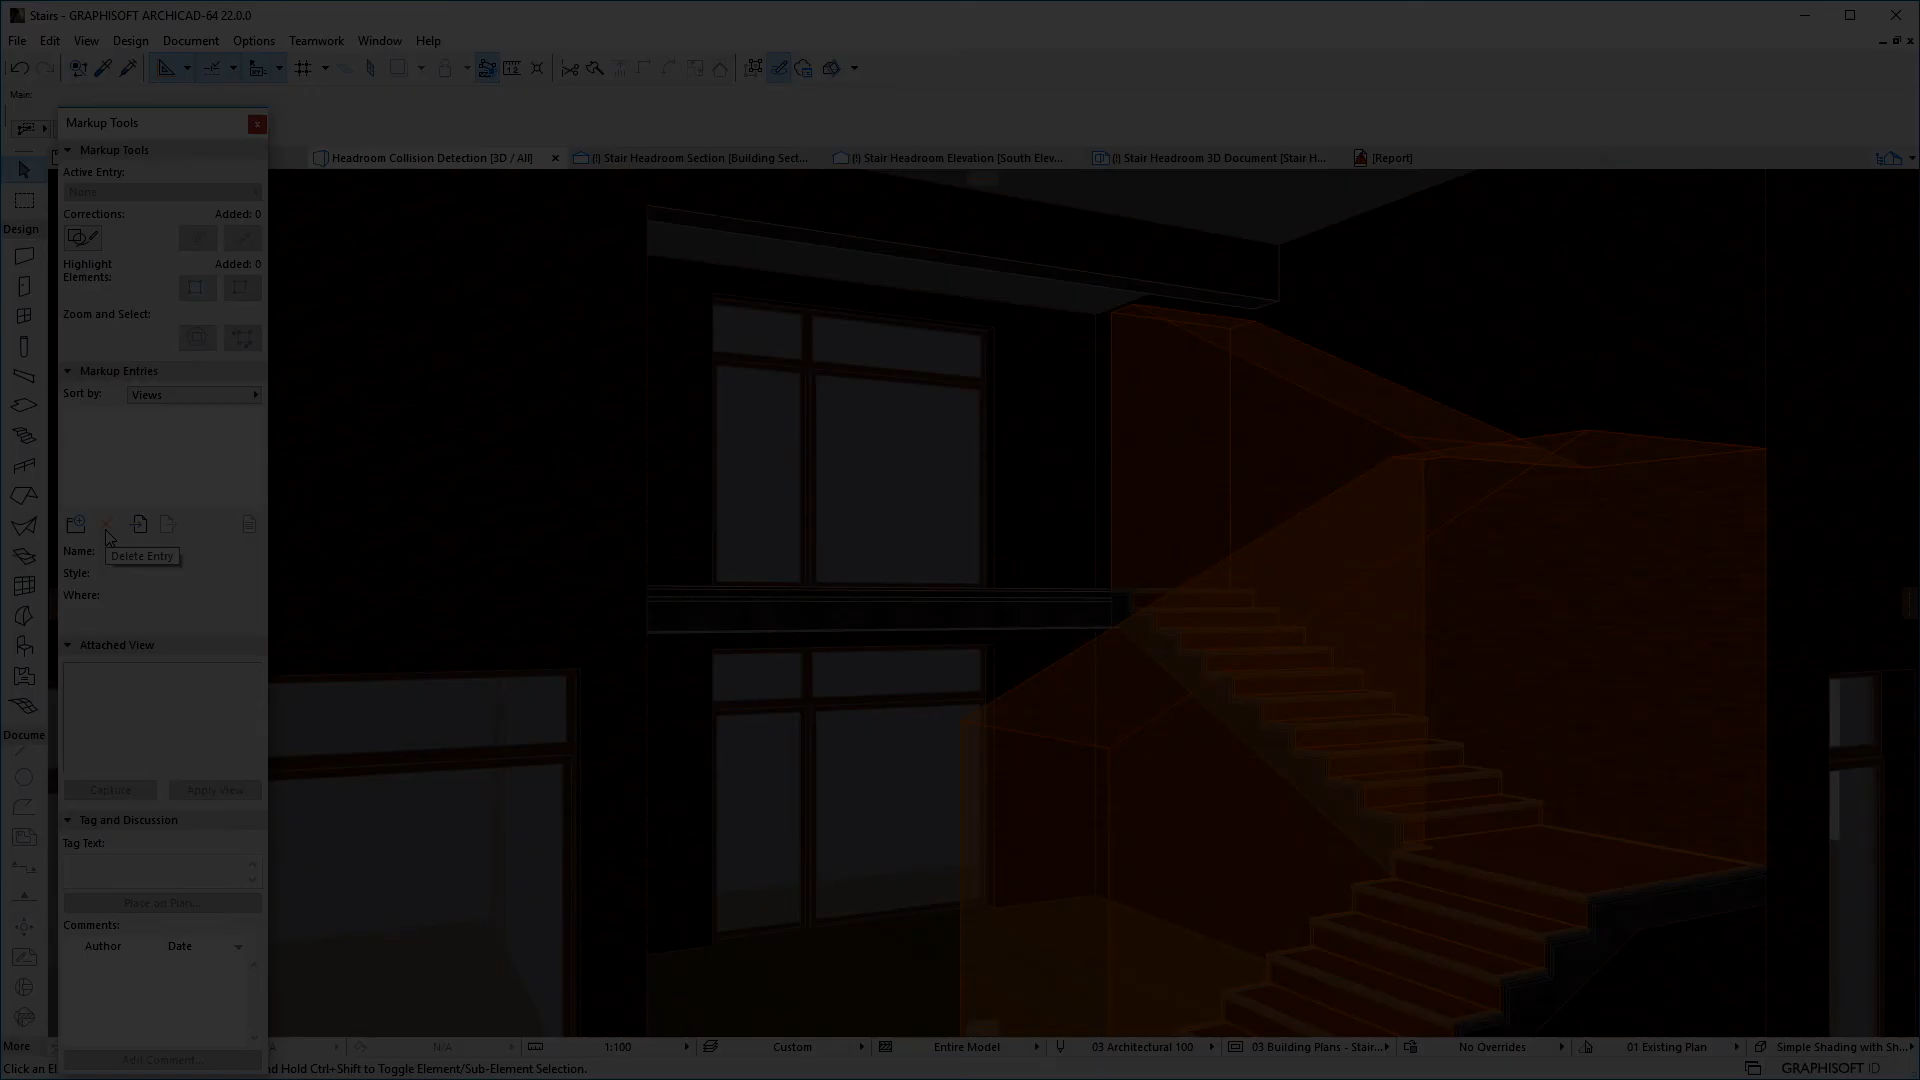 Stairs - GRAPHISOFT ARCHICAD-64 22.0.0
File Edit View Design Document Options Teamwork Window Help
Main:
Markup Tools
Markup Tools
Headroom Collision Detection [3D / All]
(!) Stair Headroom Section [Building Sect...
(!) Stair Headroom Elevation [South Elev...
(!) Stair Headroom 3D Document [Stair H...
[Report]
Active Entry:
None
Corrections: Added: 0
Design
Highlight Elements: Added: 0
Zoom and Select:
Markup Entries
Sort by: Views
Name:
Delete Entry
Style:
Where:
Attached View
Docume
Capture Apply View
Tag and Discussion
Tag Text:
Place on Plan...
Comments:
Author Date
Add Comment...
More
N/A
1:100
Custom
Entire Model
03 Architectural 100
03 Building Plans - Stair...
No Overrides
01 Existing Plan
Simple Shading with Sh...
Click an El
nd Hold Ctrl+Shift to Toggle Element/Sub-Element Selection.
GRAPHISOFT ID